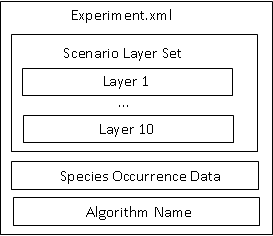 Experiment.xml
Scenario Layer Set
Layer 1
...
Layer 10
Species Occurrence Data
Algorithm Name